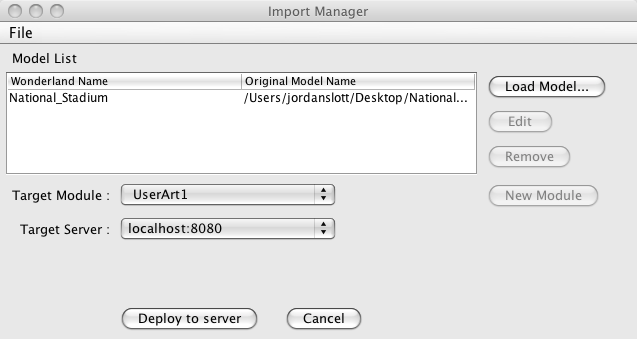 Import Manager
File
Model List
Wonderland Name Original Model Name
National_Stadium /Users/jordanslott/Desktop/National...
Load Model...
Edit
Remove
Target Module : UserArt1
New Module
Target Server : localhost:8080
Deploy to server Cancel